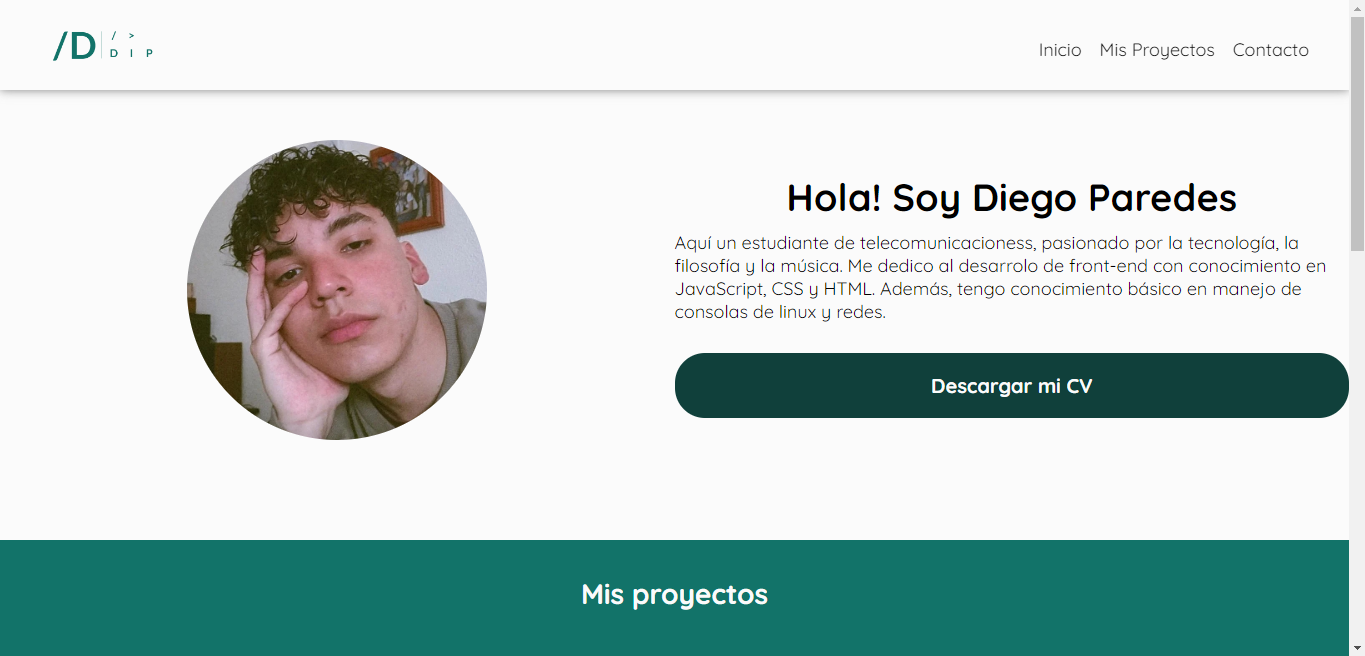 /D /> 
D I P
Inicio Mis Proyectos Contacto
Hola! Soy Diego Paredes
Aquí un estudiante de telecomunicacioness, pasionado por la tecnología, la
filosofía y la música. Me dedico al desarrolo de front-end con conocimiento en
JavaScript, CSS y HTML. Además, tengo conocimiento básico en manejo de
consolas de linux y redes.
Descargar mi CV
Mis proyectos